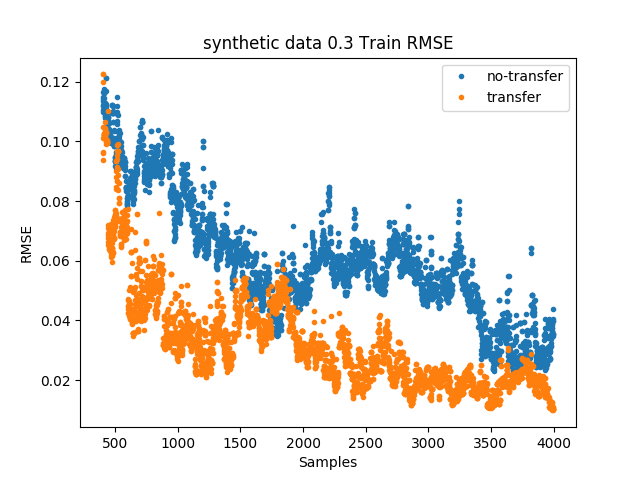 synthetic data 0.3 Train RMSE
no-transfer
transfer
0.12
0.10
0.08
0.06
0.04
0.02
RMSE
500 1000 1500 2000 2500 3000 3500 4000
Samples